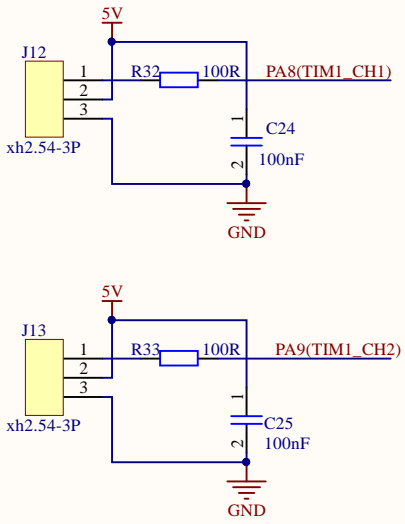 5V
J12
1
R32
100R
PA8(TIM1_CH1)
2
3
1
C24
2
100nF
xh2.54-3P
GND
5V
J13
1
R33
100R
PA9(TIM1_CH2)
2
3
1
C25
2
100nF
xh2.54-3P
GND